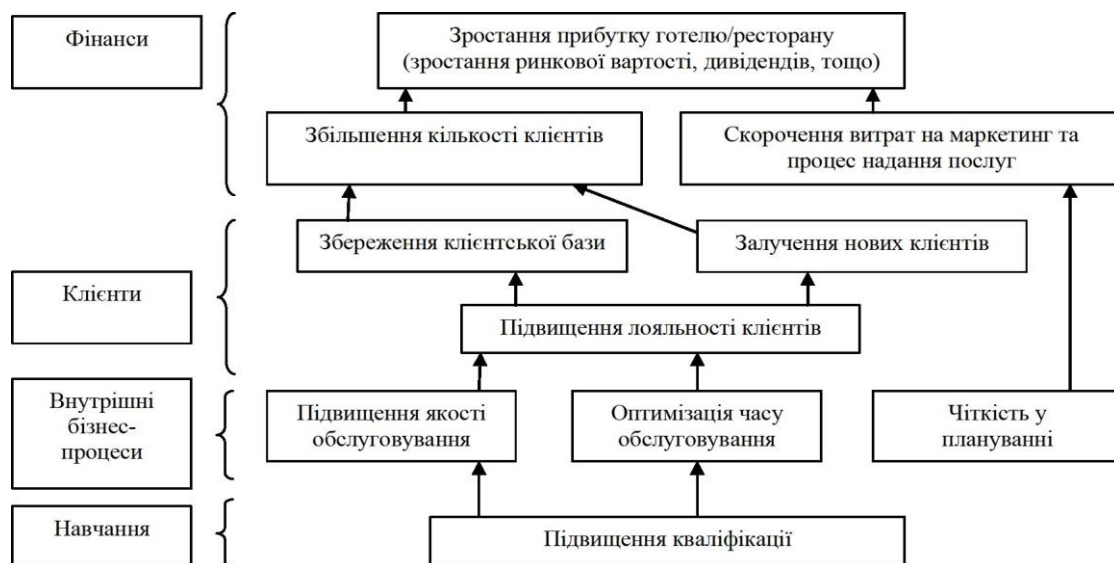 Фінанси
Зростання прибутку готелю/ресторану
(зростання ринкової вартості, дивідендів, тощо)
Збільшення кількості клієнтів
Скорочення витрат на маркетинг та
процес надання послуг
Клієнти
Збереження клієнтської бази
Залучення нових клієнтів
Підвищення лояльності клієнтів
Внутрішні
бізнес-
процеси
Підвищення якості
обслуговування
Оптимізація часу
обслуговування
Чіткість у
плануванні
Навчання
Підвищення кваліфікації